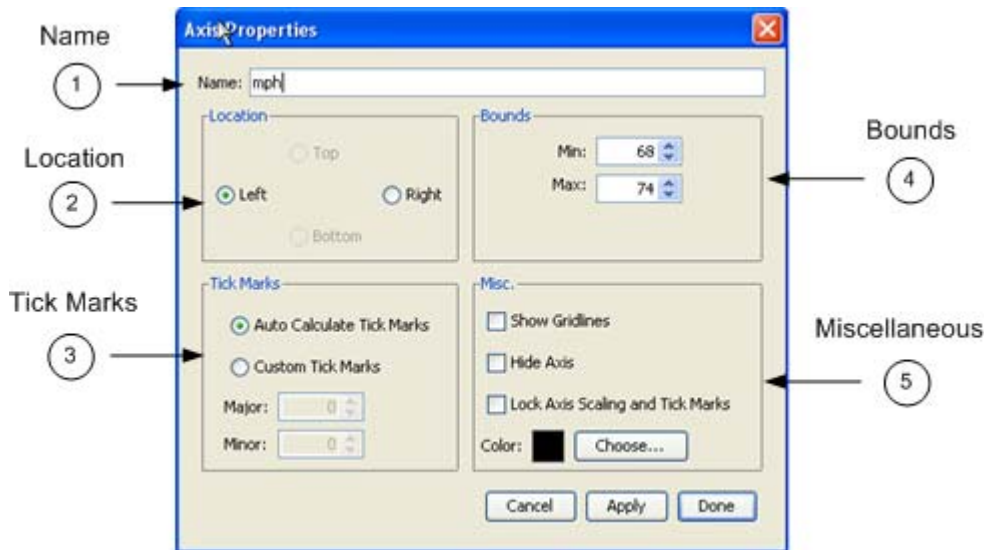 Axis Properties
Name
1
Name: mph
Location
2
Location
Top
Left
Right
Bottom
Bounds
Min: 68
Max: 74
Bounds
4
Tick Marks
3
Tick Marks
Auto Calculate Tick Marks
Custom Tick Marks
Major: 0
Minor: 0
Misc.
Show Gridlines
Hide Axis
Lock Axis Scaling and Tick Marks
Color: Choose...
Miscellaneous
5
Cancel Apply Done